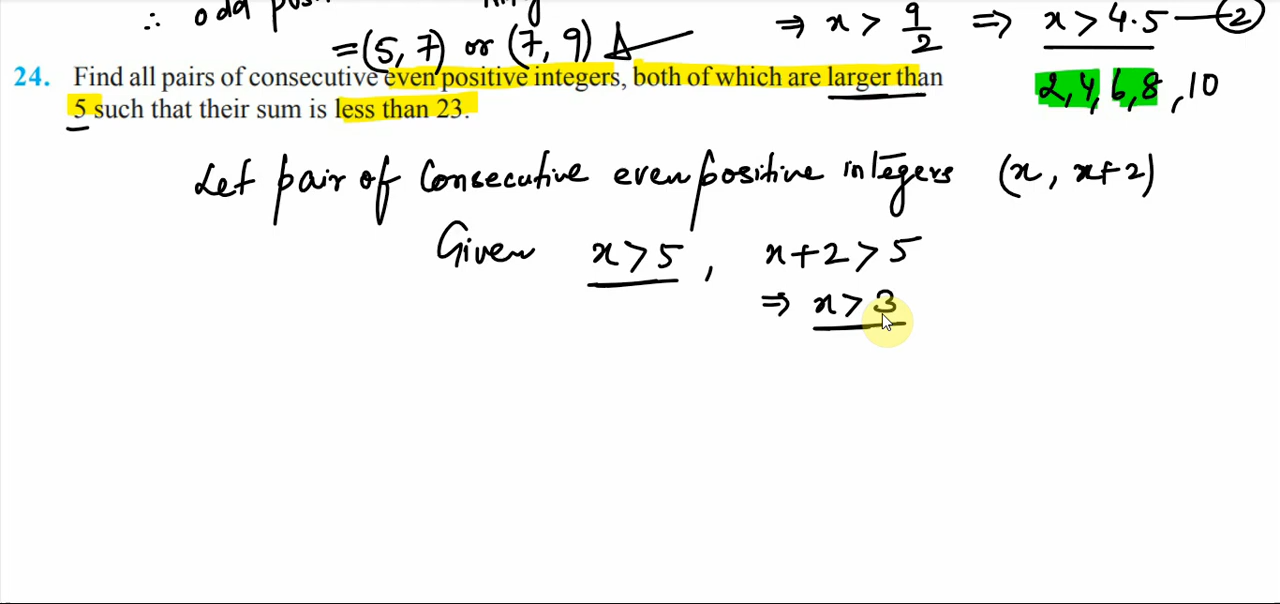 ∴ odd
= (5, 7) or (7, 9) ⇒ x > 9/2 ⇒ x > 4.5 —②
24. Find all pairs of consecutive even positive integers, both of which are larger than
5 such that their sum is less than 23.
2, 4, 6, 8, 10
Let pair of Consecutive even positive integers (x, x+2)
Given x > 5, x+2 > 5
⇒ x > 3